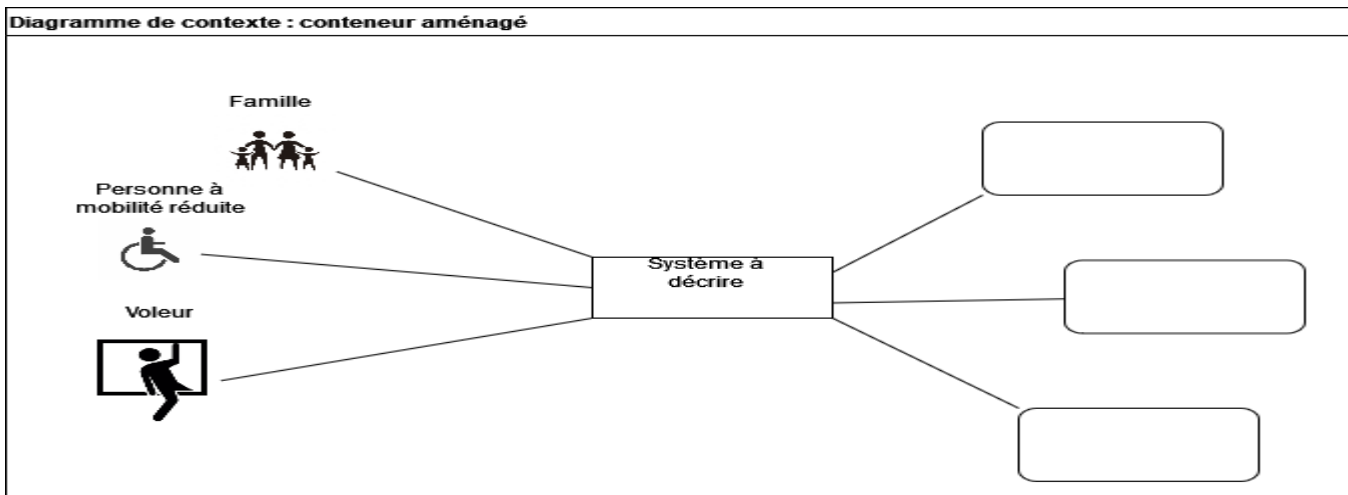 Diagramme de contexte : conteneur aménagé
Famille
Personne à
mobilité réduite
Voleur
Système à
décrire